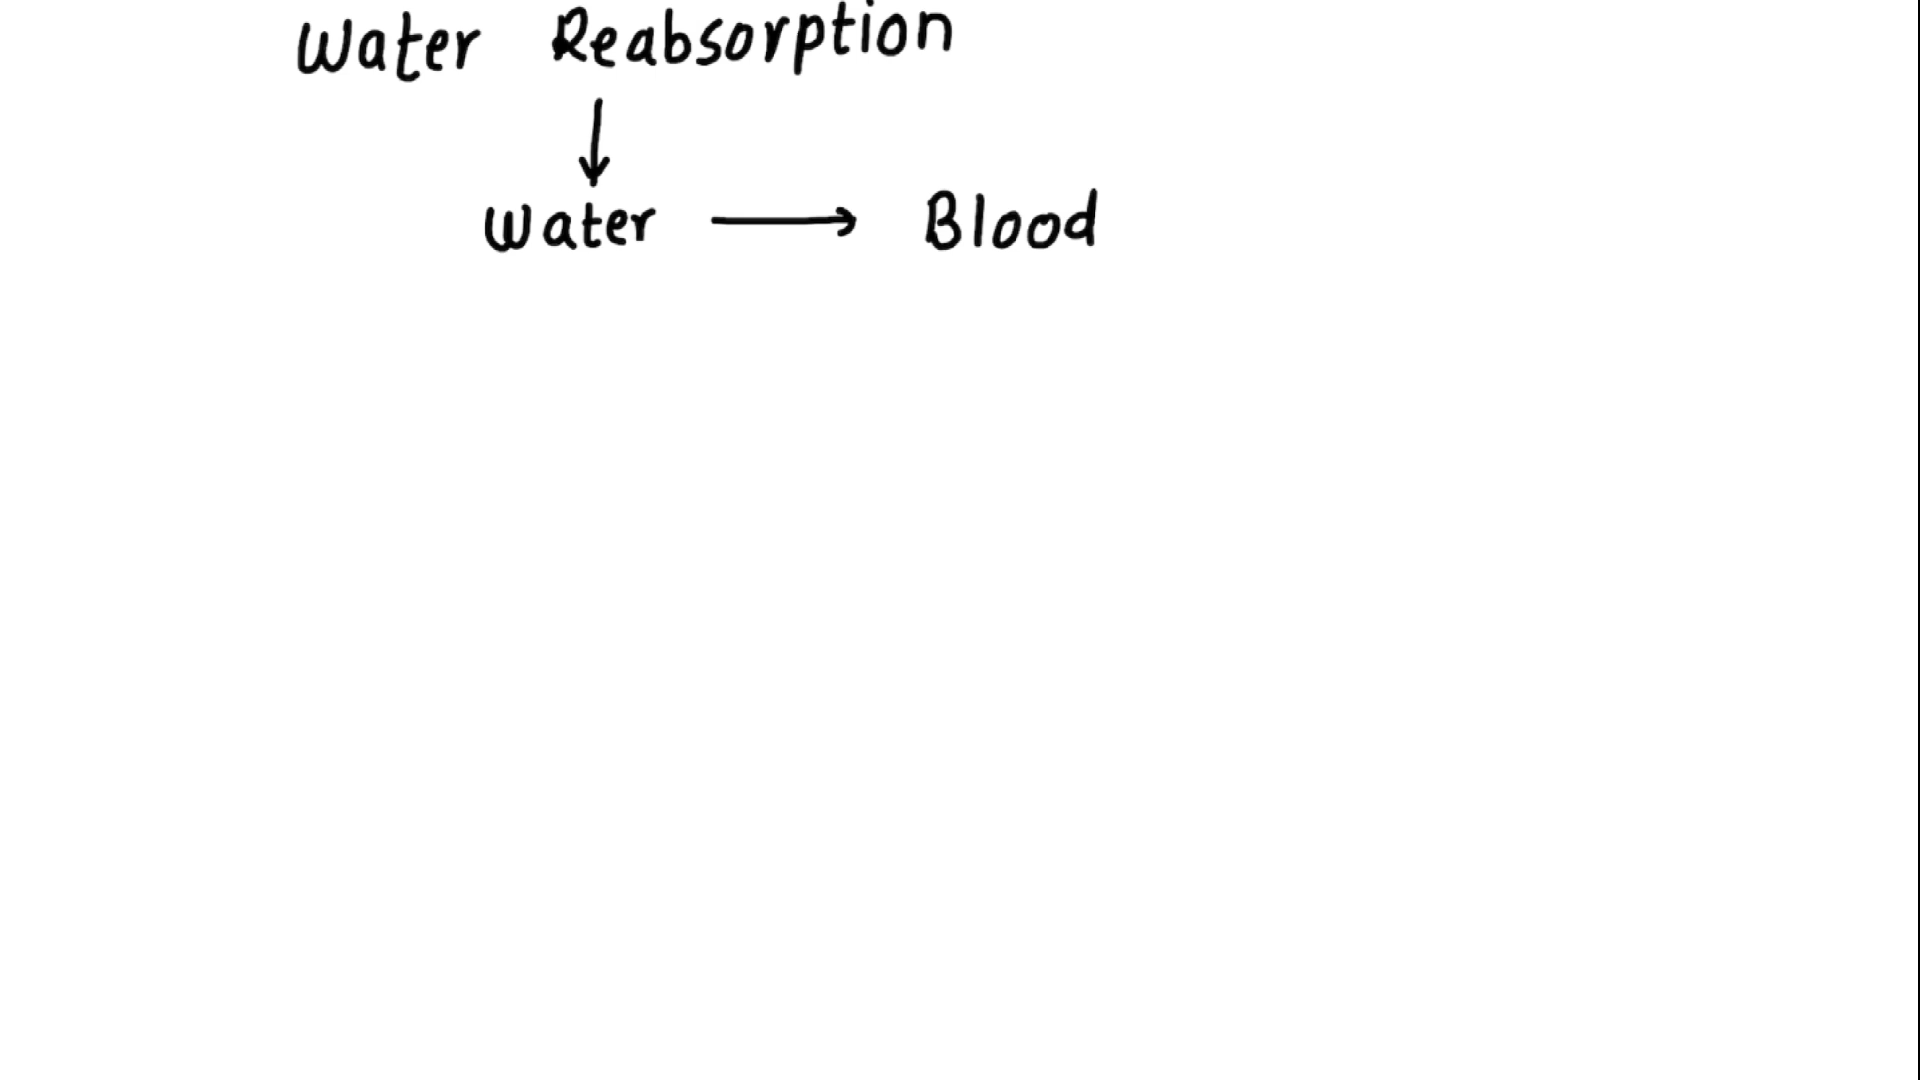 Water Reabsorption
↓
Water → Blood